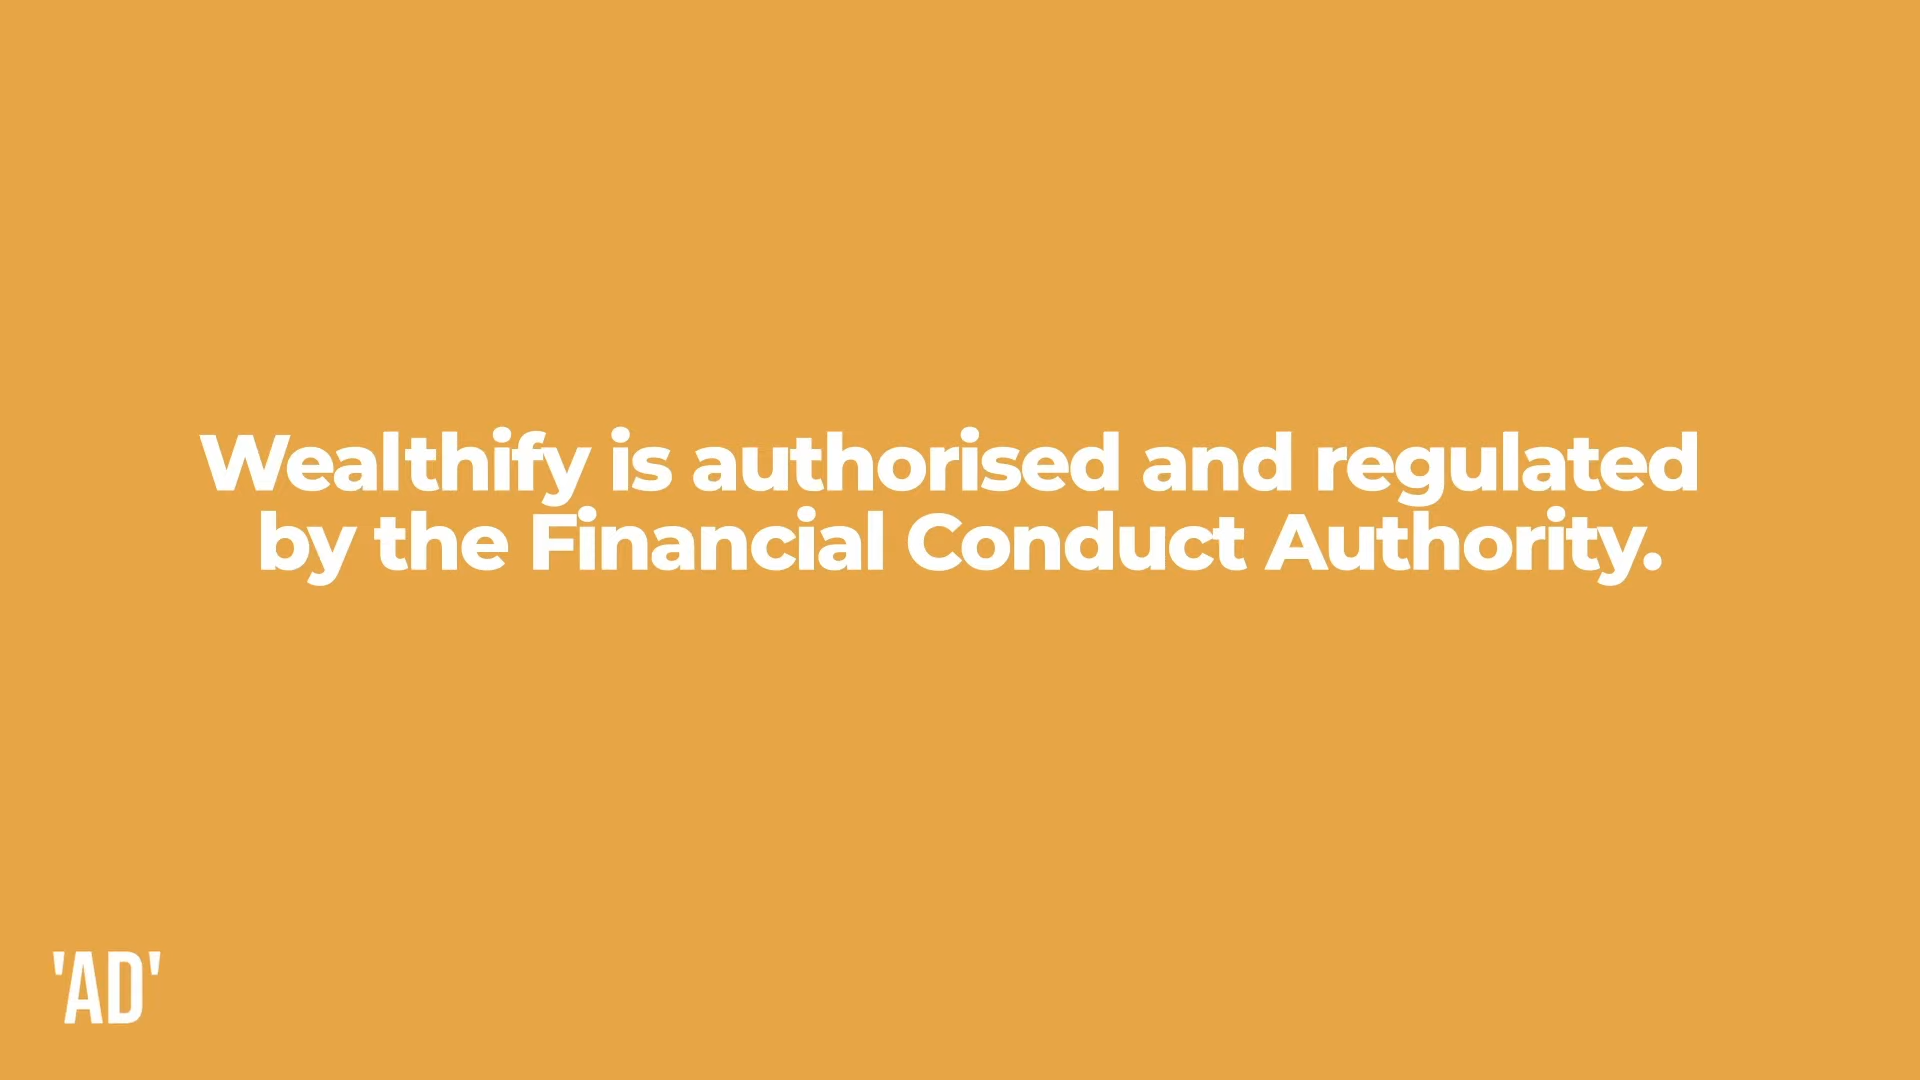 Wealthify is authorised and regulated
by the Financial Conduct Authority.
'AD'